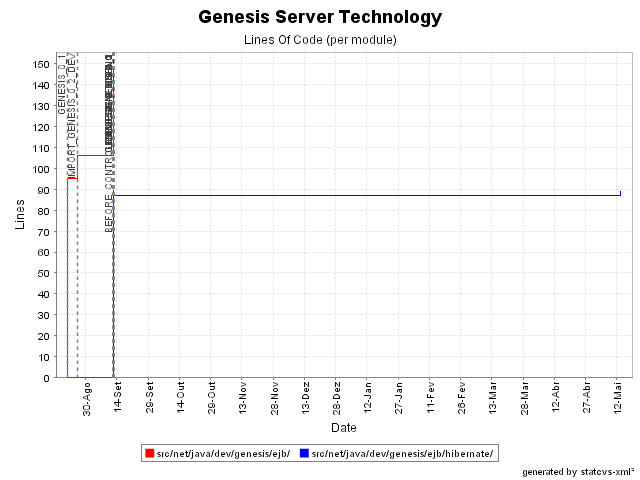 Genesis Server Technology
Lines Of Code (per module)
Lines
150
140
130
120
110
100
90
80
70
60
50
40
30
20
10
0
GENESIS_0_1
30-Ago
14-Set
29-Set
14-Out
29-Out
13-Nov
28-Nov
13-Dez
28-Dez
12-Jan
27-Jan
11-Fev
26-Fev
13-Mar
28-Mar
12-Abr
27-Abr
12-Mai
Date
src/net/java/dev/genesis/ejb/
src/net/java/dev/genesis/ejb/hibernate/
generated by statcvs-xml²